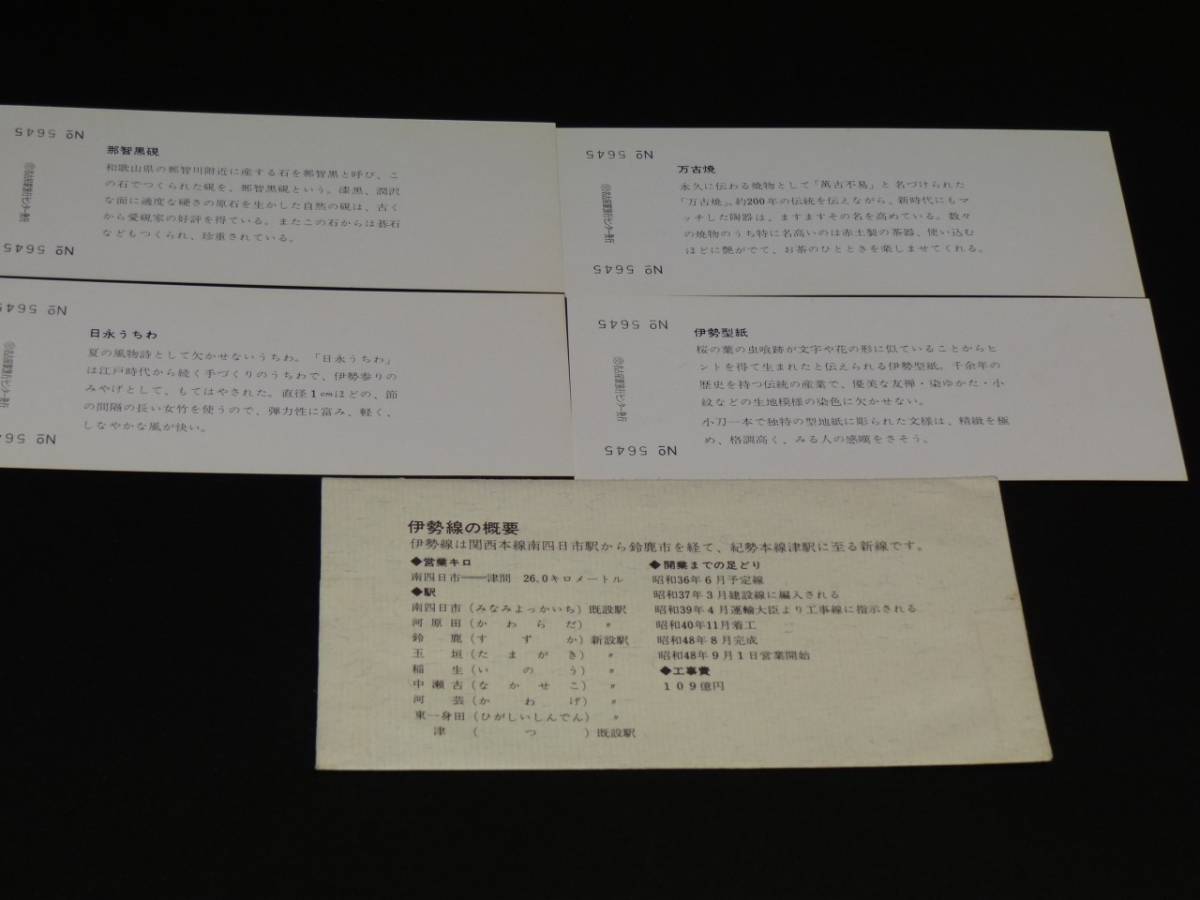 № 5645
那智黒硯
和歌山県の那智川附近に産する石を那智黒と呼び、こ
の石でつくられた硯を、那智黒硯という。漆黒、潤沢
な面に適度な硬さの原石を生かした自然の硯は、古く
から愛硯家の好評を得ている。またこの石からは碁石
などもつくられ、珍重されている。
№ 5645
№ 5645
万古焼
永久に伝わる焼物として「萬古不易」と名づけられた
「万古焼」。約200年の伝統を伝えながら、新時代にもマ
ッチした陶器は、ますますその名を高めている。数々
の焼物のうち特に名高いのは赤土製の茶器、使い込む
ほどに艶がでて、お茶のひとときを楽しませてくれる。
№ 5645
№ 5645
日永うちわ
夏の風物詩として欠かせないうちわ。「日永うちわ」
は江戸時代から続く手づくりのうちわで、伊勢参りの
みやげとして、もてはやされた。直径1cmほどの、節
の間隔の長い女竹を使うので、弾力性に富み、軽く、
しなやかな風が快い。
№ 5645
№ 5645
伊勢型紙
桜の葉の虫喰跡が文字や花の形に似ていることからヒ
ントを得て生まれたと伝えられる伊勢型紙。千余年の
歴史を持つ伝統の産業で、優美な友禅・染ゆかた・小
紋などの生地模様の染色に欠かせない。
小刀一本で独特の型地紙に彫られた文様は、精緻を極
め、格調高く、みる人の感嘆をさそう。
№ 5645
伊勢線の概要
伊勢線は関西本線南四日市駅から鈴鹿市を経て、紀勢本線津駅に至る新線です。
◆営業キロ
南四日市━━津間 26.0キロメートル
◆駅
南四日市(みなみよっかいち)既設駅
河原田(かわらだ) 〃
鈴鹿(すずか)新設駅
玉垣(たまがき) 〃
稲生(いのう) 〃
中瀬古(なかせこ) 〃
河芸(かわげ) 〃
東一身田(ひがしいしんでん) 〃
津(つ)既設駅
◆開業までの足どり
昭和36年6月予定線
昭和37年3月建設線に編入される
昭和39年4月運輸大臣より工事線に指示される
昭和40年11月着工
昭和48年8月完成
昭和48年9月1日営業開始
◆工事費
109億円